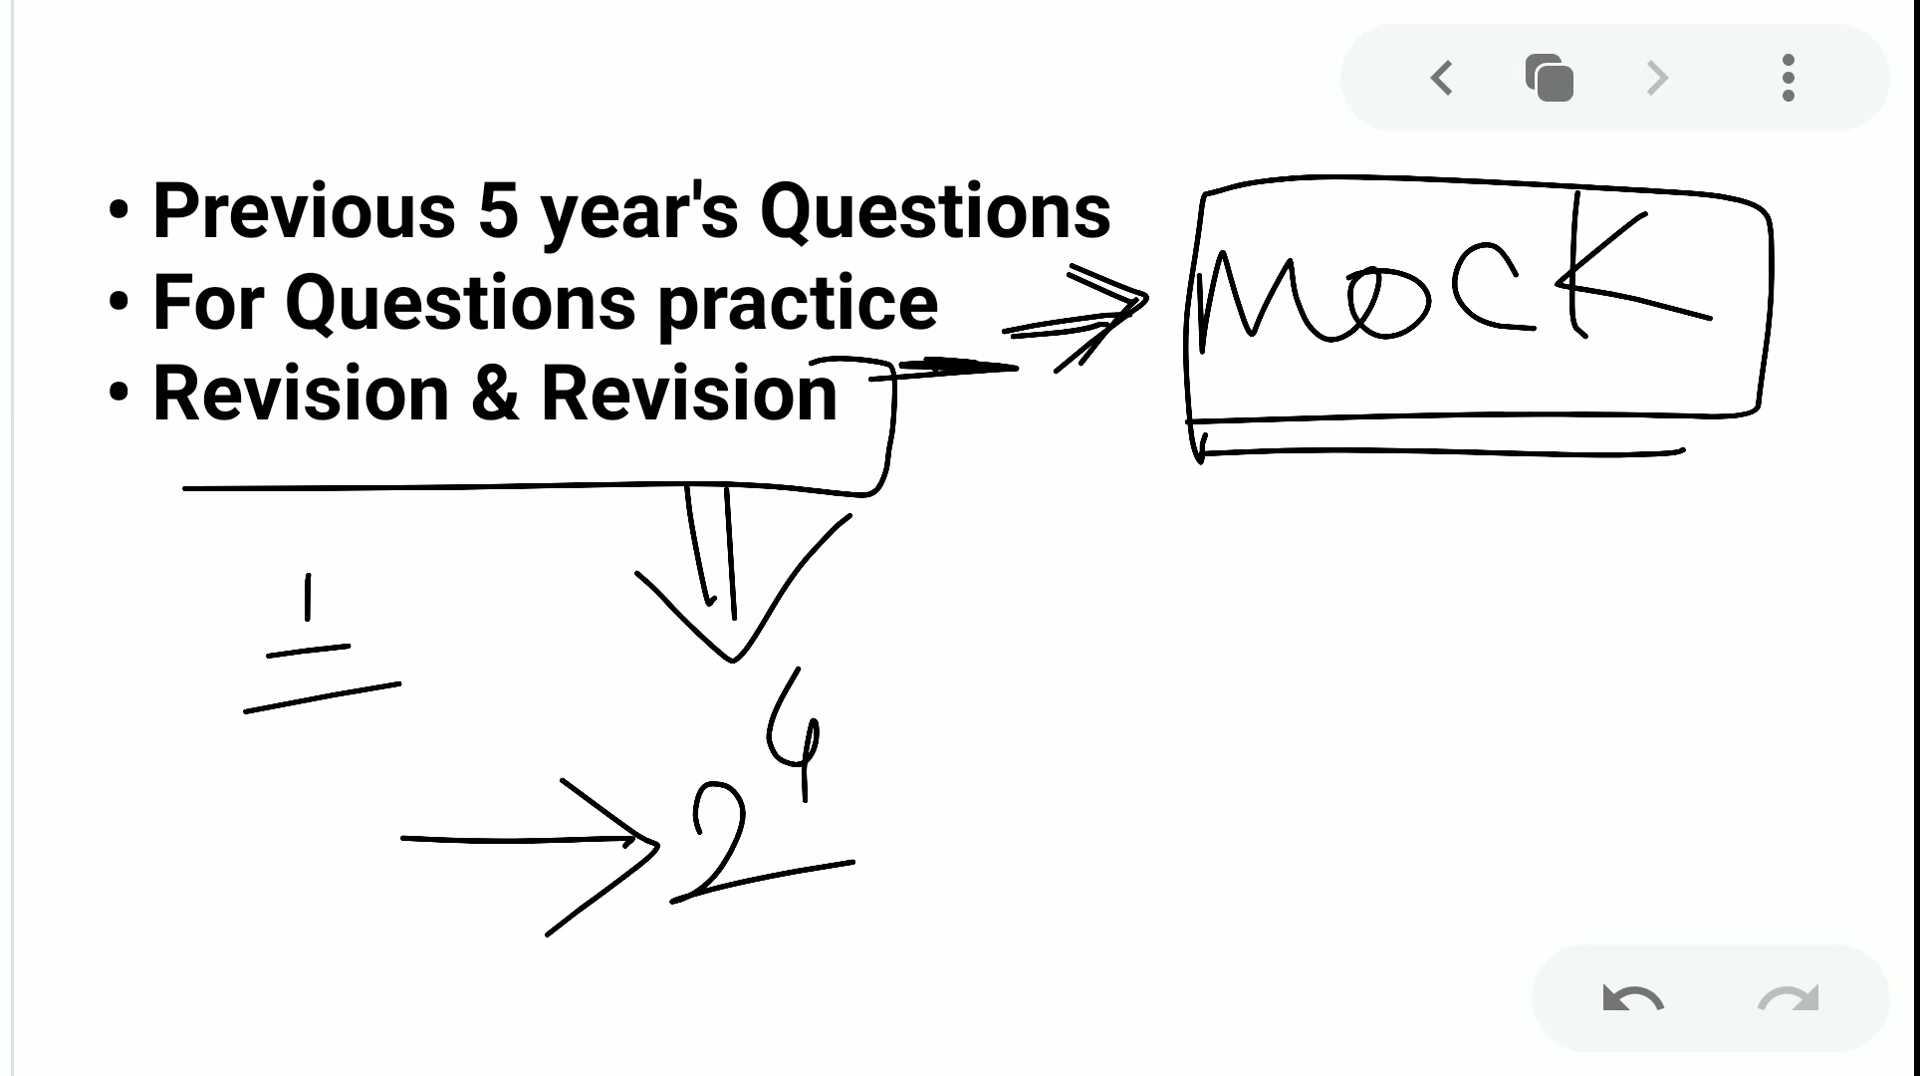 • Previous 5 year's Questions
• For Questions practice
• Revision & Revision
MOCK
1
2⁴